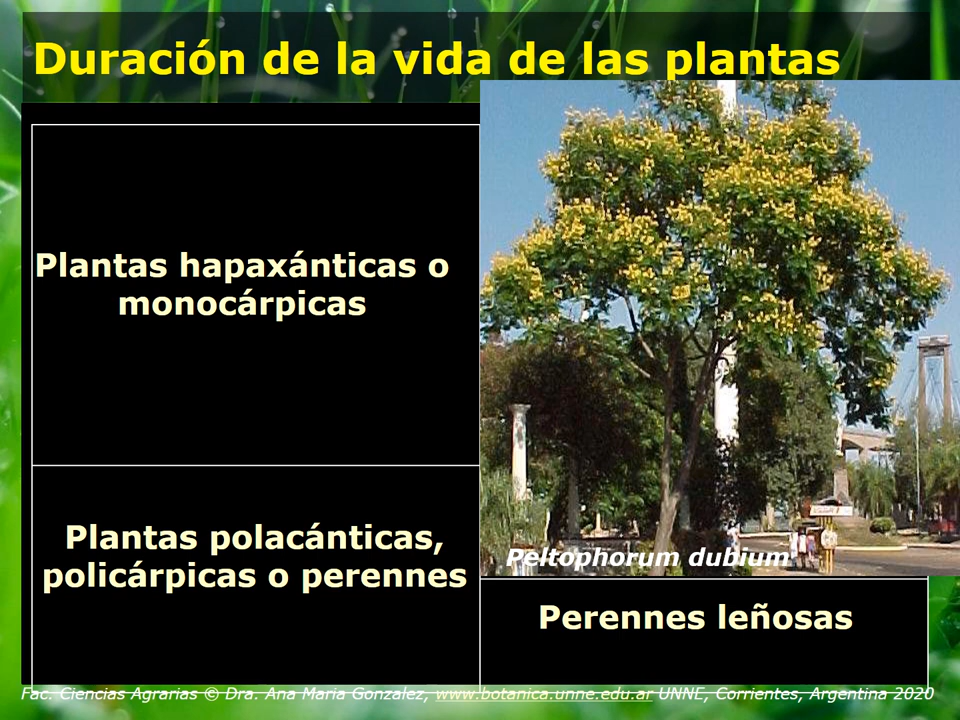 Duración de la vida de las plantas
Plantas hapaxánticas o
monocárpicas
Plantas polacánticas,
policárpicas o perennes
Peltophorum dubium
Perennes leñosas
Fac. Ciencias Agrarias © Dra. Ana Maria Gonzalez, www.botanica.unne.edu.ar UNNE, Corrientes, Argentina 2020